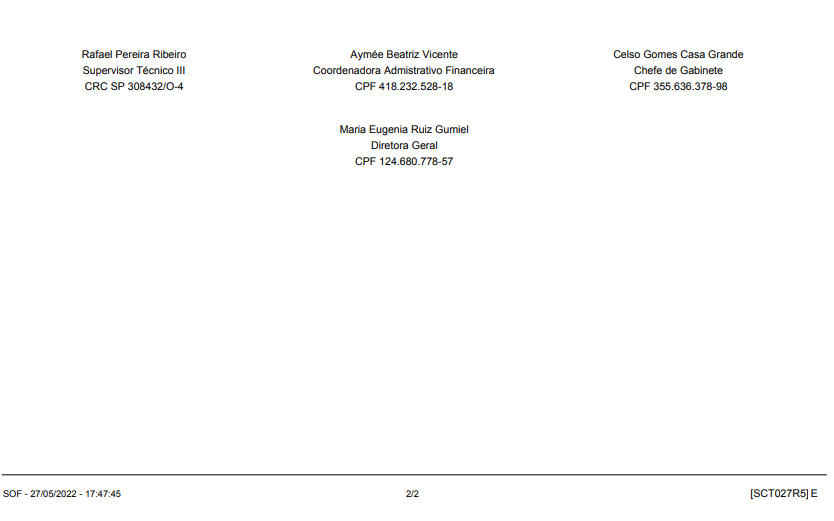 Rafael Pereira Ribeiro
Supervisor Técnico III
CRC SP 308432/O-4
Aymée Beatriz Vicente
Coordenadora Admistrativo Financeira
CPF 418.232.528-18
Celso Gomes Casa Grande
Chefe de Gabinete
CPF 355.636.378-98
Maria Eugenia Ruiz Gumiel
Diretora Geral
CPF 124.680.778-57
SOF - 27/05/2022 - 17:47:45
2/2
[SCT027R5] E